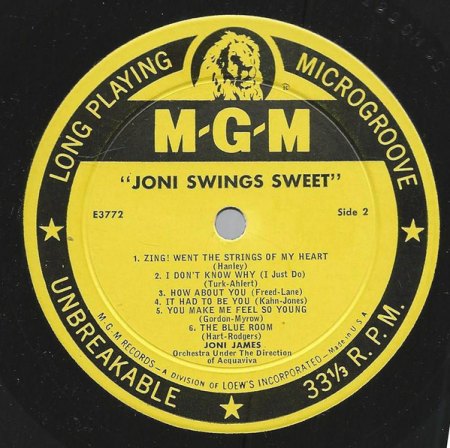 LONG PLAYING MICROGROOVE
M-G-M
"JONI SWINGS SWEET"
E3772
Side 2
1. ZING! WENT THE STRINGS OF MY HEART
(Hanley)
2. I DON'T KNOW WHY (I Just Do)
(Turk-Ahlert)
3. HOW ABOUT YOU (Freed-Lane)
4. IT HAD TO BE YOU (Kahn-Jones)
5. YOU MAKE ME FEEL SO YOUNG
(Gordon-Myrow)
6. THE BLUE ROOM
(Hart-Rodgers)
JONI JAMES
Orchestra Under The Direction
of Acquaviva
M G M RECORDS — A DIVISION OF LOEW'S INCORPORATED — Made in U.S.A.
UNBREAKABLE 33⅓ R.P.M.